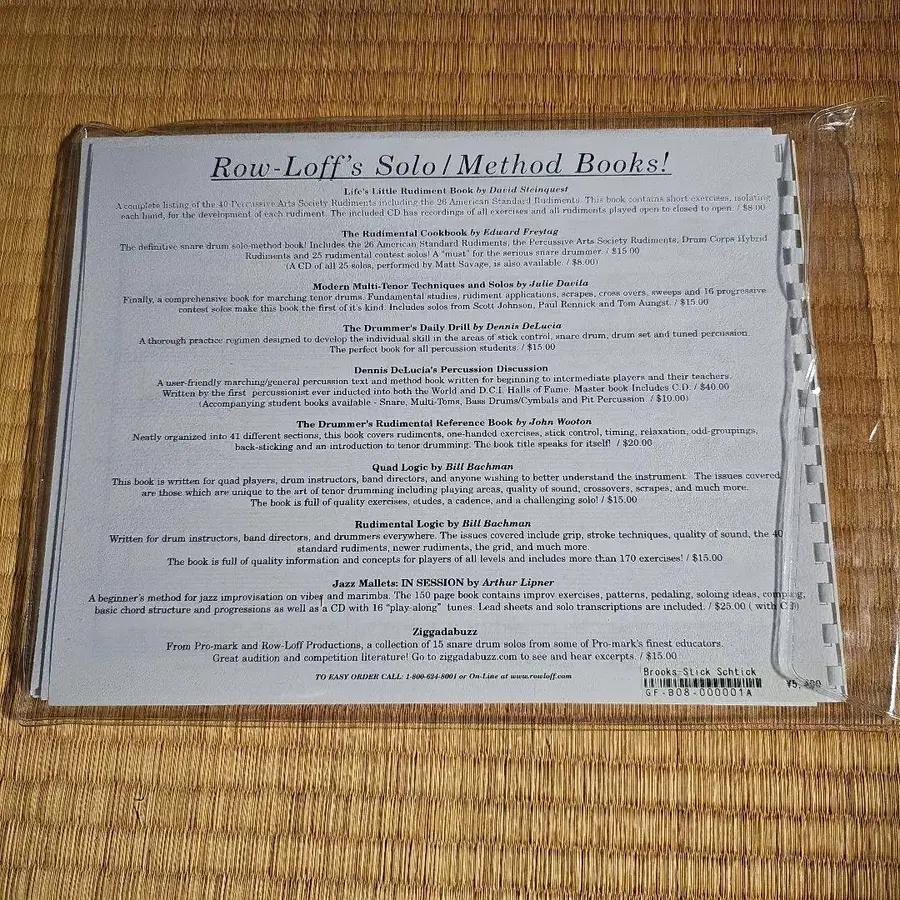 Row-Loff's Solo/Method Books!
Life's Little Rudiment Book by David Steinquest
A complete listing of the 40 Percussive Arts Society Rudiments including the 26 American Standard Rudiments. This book contains short exercises, isolating
each hand, for the development of each rudiment. The included CD has recordings of all exercises and all rudiments played open to closed to open. / $8.00
The Rudimental Cookbook by Edward Freytag
The definitive snare drum solo-method book! Includes the 26 American Standard Rudiments, the Percussive Arts Society Rudiments, Drum Corps Hybrid
Rudiments and 25 rudimental contest solos! A "must" for the serious snare drummer. / $15.00
(A CD of all 25 solos, performed by Matt Savage, is also available. / $8.00)
Modern Multi-Tenor Techniques and Solos by Julie Davila
Finally, a comprehensive book for marching tenor drums. Fundamental studies, rudiment applications, scrapes, cross overs, sweeps and 16 progressive
contest solos make this book the first of it's kind. Includes solos from Scott Johnson, Paul Rennick and Tom Aungst. / $15.00
The Drummer's Daily Drill by Dennis DeLucia
A thorough practice regimen designed to develop the individual skill in the areas of stick control, snare drum, drum set and tuned percussion.
The perfect book for all percussion students. / $15.00
Dennis DeLucia's Percussion Discussion
A user-friendly marching/general percussion text and method book written for beginning to intermediate players and their teachers.
Written by the first percussionist ever inducted into both the World and D.C.I. Halls of Fame. Master book Includes C.D. / $40.00
(Accompanying student books available - Snare, Multi-Toms, Bass Drums/Cymbals and Pit Percussion / $10.00)
The Drummer's Rudimental Reference Book by John Wooton
Neatly organized into 41 different sections, this book covers rudiments, one-handed exercises, stick control, timing, relaxation, odd-groupings,
back-sticking and an introduction to tenor drumming. The book title speaks for itself! / $20.00
Quad Logic by Bill Bachman
This book is written for quad players, drum instructors, band directors, and anyone wishing to better understand the instrument. The issues covered
are those which are unique to the art of tenor drumming including playing areas, quality of sound, crossovers, scrapes, and much more.
The book is full of quality exercises, etudes, a cadence, and a challenging solo! / $15.00
Rudimental Logic by Bill Bachman
Written for drum instructors, band directors, and drummers everywhere. The issues covered include grip, stroke techniques, quality of sound, the 40
standard rudiments, newer rudiments, the grid, and much more.
The book is full of quality information and concepts for players of all levels and includes more than 170 exercises! / $15.00
Jazz Mallets: IN SESSION by Arthur Lipner
A beginner's method for jazz improvisation on vibes and marimba. The 150 page book contains improv exercises, patterns, pedaling, soloing ideas, comping,
basic chord structure and progressions as well as a CD with 16 "play-along" tunes. Lead sheets and solo transcriptions are included. / $25.00 ( with CD)
Ziggadabuzz
From Pro-mark and Row-Loff Productions, a collection of 15 snare drum solos from some of Pro-mark's finest educators.
Great audition and competition literature! Go to ziggadabuzz.com to see and hear excerpts. / $15.00
TO EASY ORDER CALL: 1-800-624-8001 or On-Line at www.rowloff.com
Brooks Stick Schtick
GF-B08-000001A